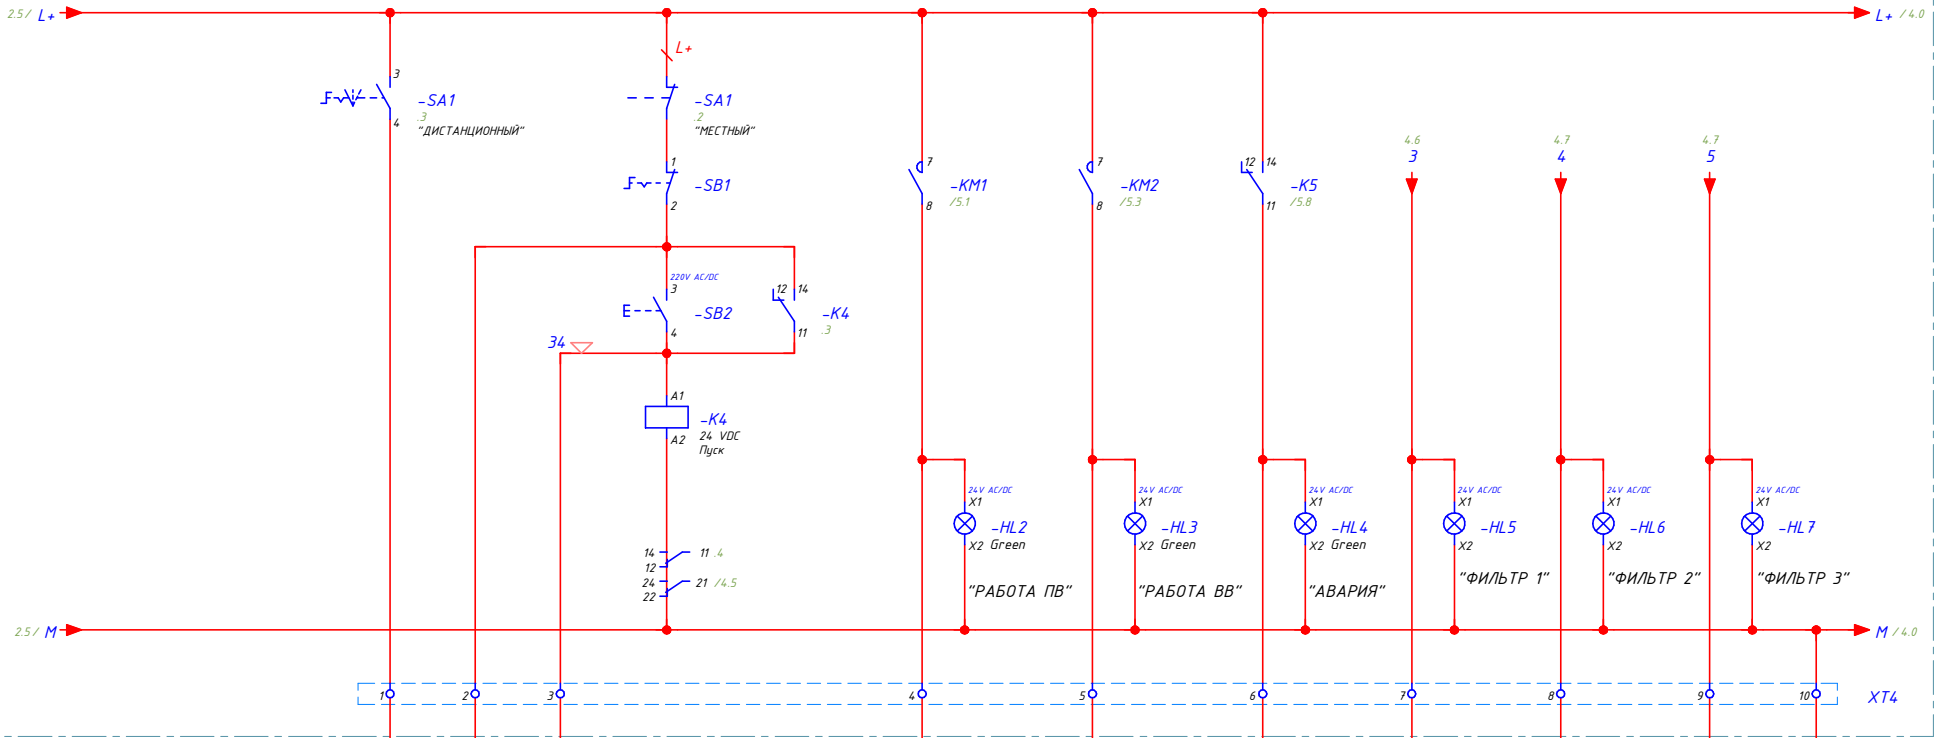 2.5/ L+
L+ /4.0
L+
3
-SA1
.3
"ДИСТАНЦИОННЫЙ"
4
-SA1
.2
"МЕСТНЫЙ"
1
-SB1
2
7
-KM1
/5.1
8
7
-KM2
/5.3
8
12 14
-K5
/5.8
11
4.6
3
4.7
4
4.7
5
220V AC/DC
3
-SB2
4
12 14
-K4
.3
11
34
A1
-K4
24 VDC
Пуск
A2
14 11 .4
12
24 21 /4.5
22
24V AC/DC
X1
-HL2
X2 Green
"РАБОТА ПВ"
24V AC/DC
X1
-HL3
X2 Green
"РАБОТА ВВ"
24V AC/DC
X1
-HL4
X2 Green
"АВАРИЯ"
24V AC/DC
X1
-HL5
X2
"ФИЛЬТР 1"
24V AC/DC
X1
-HL6
X2
"ФИЛЬТР 2"
24V AC/DC
X1
-HL7
X2
"ФИЛЬТР 3"
2.5/ M
M /4.0
1 2 3 4 5 6 7 8 9 10
XT4